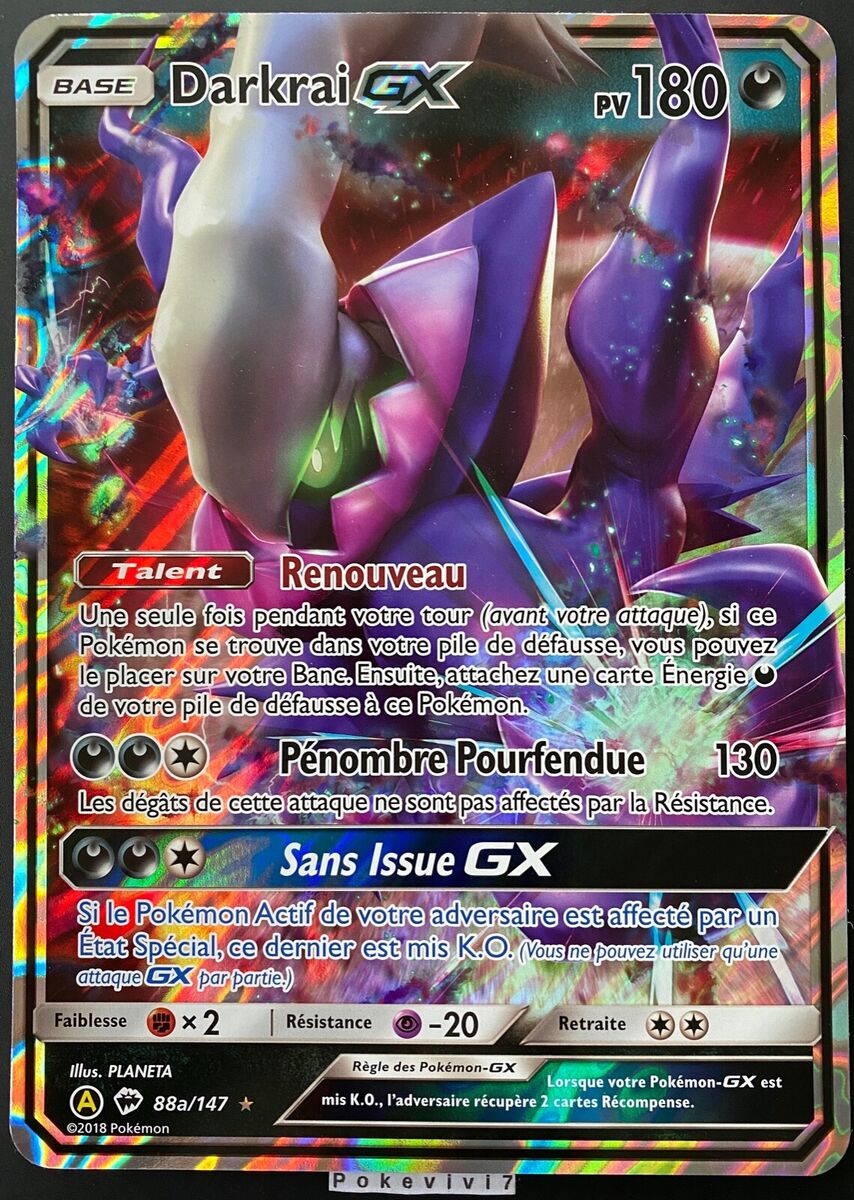 BASE Darkrai GX PV 180
Talent Renouveau
Une seule fois pendant votre tour (avant votre attaque), si ce
Pokémon se trouve dans votre pile de défausse, vous pouvez
le placer sur votre Banc. Ensuite, attachez une carte Énergie
de votre pile de défausse à ce Pokémon.
Pénombre Pourfendue 130
Les dégâts de cette attaque ne sont pas affectés par la Résistance.
Sans Issue GX
Si le Pokémon Actif de votre adversaire est affecté par un
État Spécial, ce dernier est mis K.O. (Vous ne pouvez utiliser qu'une
attaque GX par partie.)
Faiblesse ×2 Résistance -20 Retraite
Illus. PLANETA
Règle des Pokémon-GX
Lorsque votre Pokémon-GX est
mis K.O., l'adversaire récupère 2 cartes Récompense.
A 88a/147
©2018 Pokémon
Pokevivi7